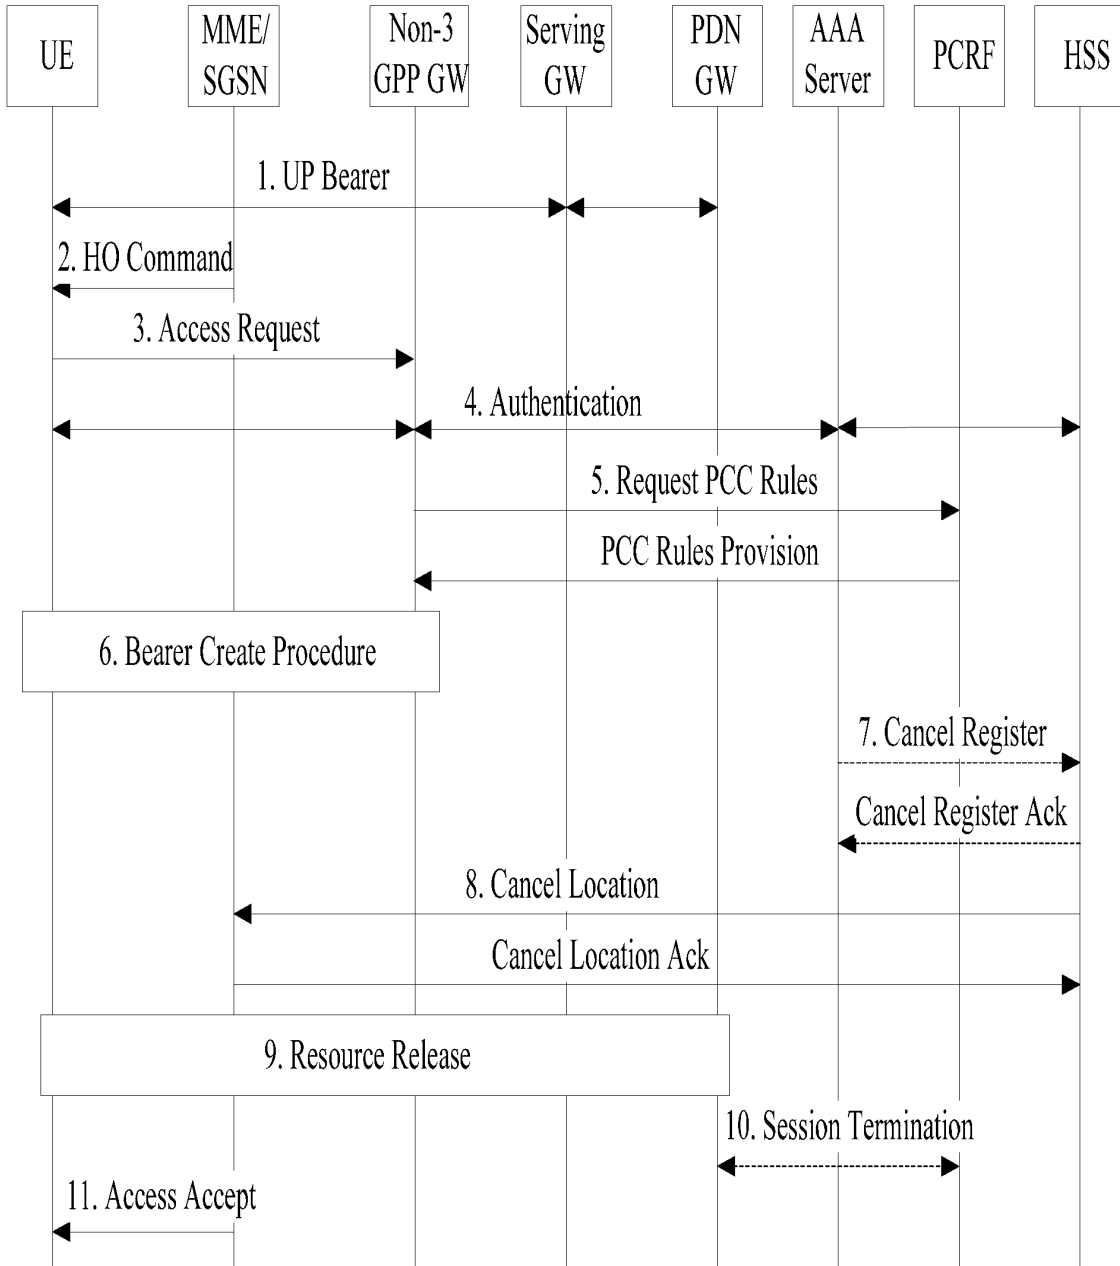 UE
MME/
SGSN
Non-3
GPP GW
Serving
GW
PDN
GW
AAA
Server
PCRF
HSS
1. UP Bearer
2. HO Command
3. Access Request
4. Authentication
5. Request PCC Rules
PCC Rules Provision
6. Bearer Create Procedure
7. Cancel Register
Cancel Register Ack
8. Cancel Location
Cancel Location Ack
9. Resource Release
10. Session Termination
11. Access Accept